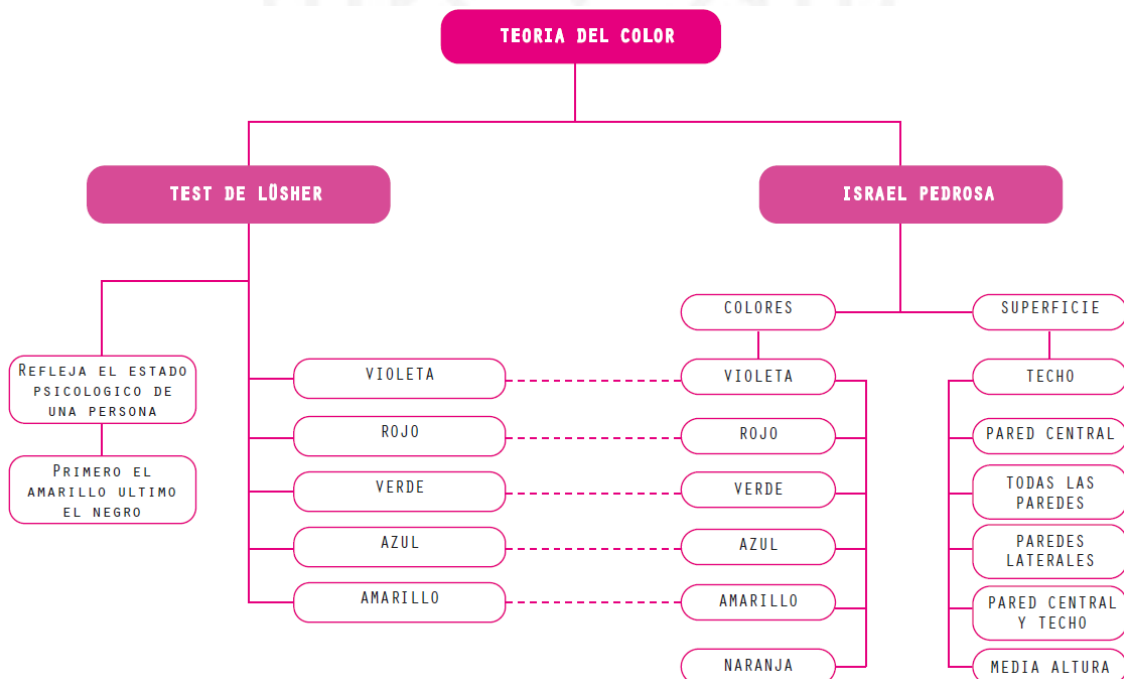 TEORIA DEL COLOR
TEST DE LÜSHER
ISRAEL PEDROSA
COLORES
SUPERFICIE
REFLEJA EL ESTADO
PSICOLOGICO DE
UNA PERSONA
PRIMERO EL
AMARILLO ULTIMO
EL NEGRO
VIOLETA
ROJO
VERDE
AZUL
AMARILLO
VIOLETA
ROJO
VERDE
AZUL
AMARILLO
NARANJA
TECHO
PARED CENTRAL
TODAS LAS
PAREDES
PAREDES
LATERALES
PARED CENTRAL
Y TECHO
MEDIA ALTURA